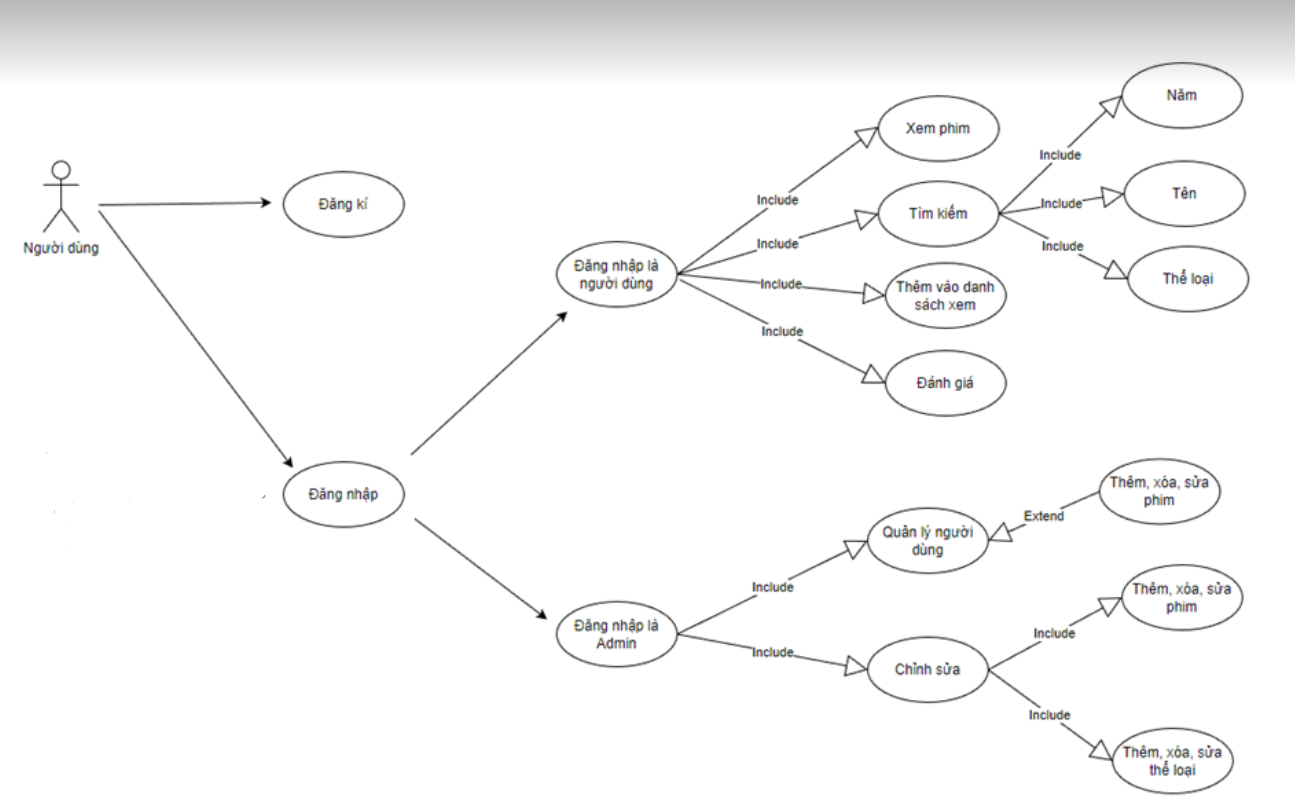 Năm
Xem phim
Include
Include
Tên
Đăng kí
Include
Tìm kiếm
Include
Người dùng
Include
Include
Đăng nhập là
người dùng
Thể loại
Include
Thêm vào danh
sách xem
Include
Đánh giá
Đăng nhập
Thêm, xóa, sửa
phim
Extend
Quản lý người
dùng
Include
Thêm, xóa, sửa
phim
Đăng nhập là
Admin
Include
Include
Chỉnh sửa
Include
Thêm, xóa, sửa
thể loại